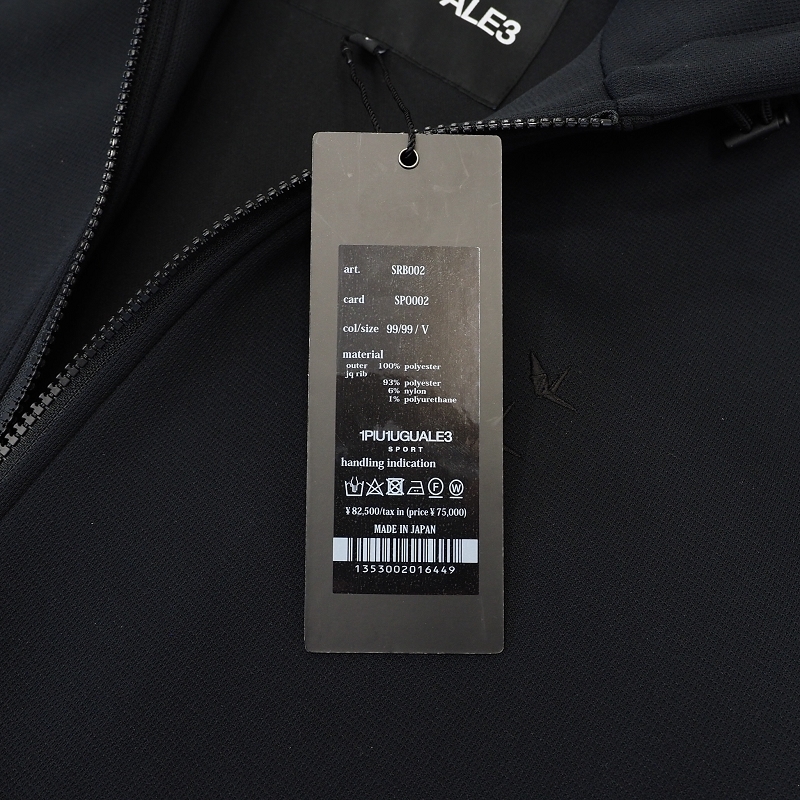 ALE3
art. SRB002
card SPO002
col/size 99/99 / V
material
outer 100% polyester
jq rib
93% polyester
6% nylon
1% polyurethane
1PIU1UGUALE3
SPORT
handling indication
F W
¥ 82,500/tax in (price ¥ 75,000)
MADE IN JAPAN
1353002016449